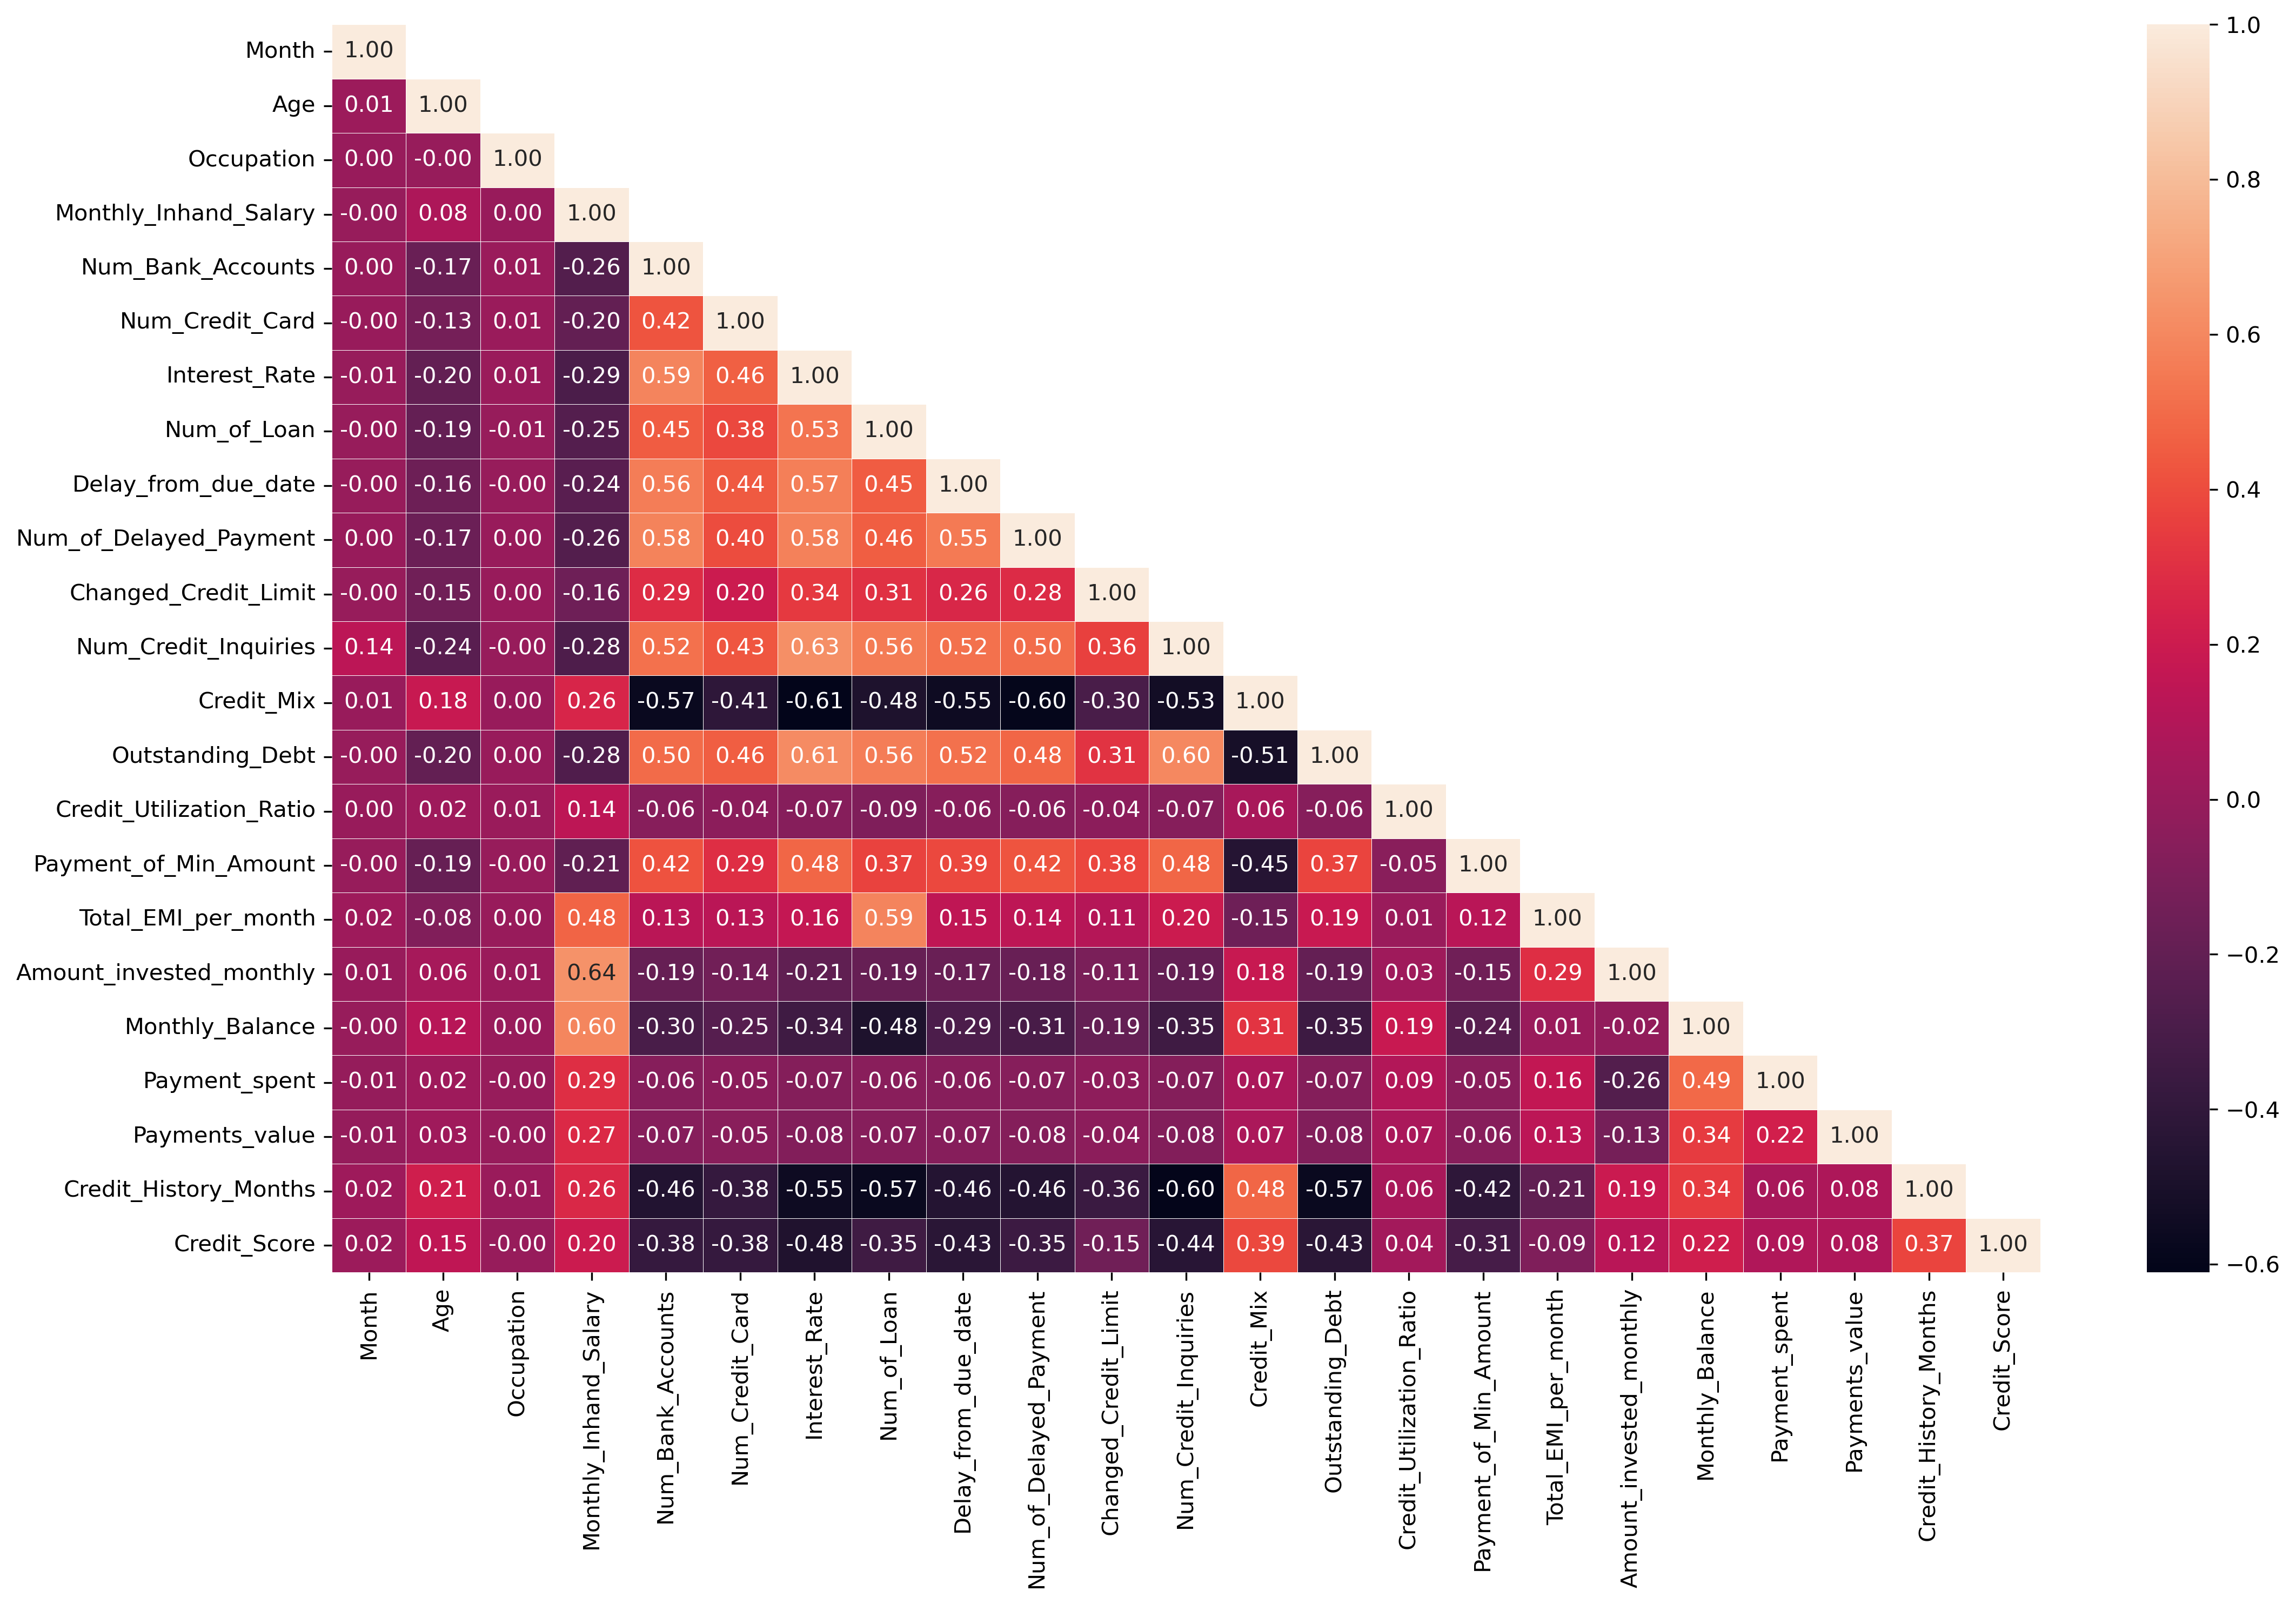 Month 1.00
Age 0.01 1.00
Occupation 0.00 -0.00 1.00
Monthly_Inhand_Salary -0.00 0.08 0.00 1.00
Num_Bank_Accounts 0.00 -0.17 0.01 -0.26 1.00
Num_Credit_Card -0.00 -0.13 0.01 -0.20 0.42 1.00
Interest_Rate -0.01 -0.20 0.01 -0.29 0.59 0.46 1.00
Num_of_Loan -0.00 -0.19 -0.01 -0.25 0.45 0.38 0.53 1.00
Delay_from_due_date -0.00 -0.16 -0.00 -0.24 0.56 0.44 0.57 0.45 1.00
Num_of_Delayed_Payment 0.00 -0.17 0.00 -0.26 0.58 0.40 0.58 0.46 0.55 1.00
Changed_Credit_Limit -0.00 -0.15 0.00 -0.16 0.29 0.20 0.34 0.31 0.26 0.28 1.00
Num_Credit_Inquiries 0.14 -0.24 -0.00 -0.28 0.52 0.43 0.63 0.56 0.52 0.50 0.36 1.00
Credit_Mix 0.01 0.18 0.00 0.26 -0.57 -0.41 -0.61 -0.48 -0.55 -0.60 -0.30 -0.53 1.00
Outstanding_Debt -0.00 -0.20 0.00 -0.28 0.50 0.46 0.61 0.56 0.52 0.48 0.31 0.60 -0.51 1.00
Credit_Utilization_Ratio 0.00 0.02 0.01 0.14 -0.06 -0.04 -0.07 -0.09 -0.06 -0.06 -0.04 -0.07 0.06 -0.06 1.00
Payment_of_Min_Amount -0.00 -0.19 -0.00 -0.21 0.42 0.29 0.48 0.37 0.39 0.42 0.38 0.48 -0.45 0.37 -0.05 1.00
Total_EMI_per_month 0.02 -0.08 0.00 0.48 0.13 0.13 0.16 0.59 0.15 0.14 0.11 0.20 -0.15 0.19 0.01 0.12 1.00
Amount_invested_monthly 0.01 0.06 0.01 0.64 -0.19 -0.14 -0.21 -0.19 -0.17 -0.18 -0.11 -0.19 0.18 -0.19 0.03 -0.15 0.29 1.00
Monthly_Balance -0.00 0.12 0.00 0.60 -0.30 -0.25 -0.34 -0.48 -0.29 -0.31 -0.19 -0.35 0.31 -0.35 0.19 -0.24 0.01 -0.02 1.00
Payment_spent -0.01 0.02 -0.00 0.29 -0.06 -0.05 -0.07 -0.06 -0.06 -0.07 -0.03 -0.07 0.07 -0.07 0.09 -0.05 0.16 -0.26 0.49 1.00
Payments_value -0.01 0.03 -0.00 0.27 -0.07 -0.05 -0.08 -0.07 -0.07 -0.08 -0.04 -0.08 0.07 -0.08 0.07 -0.06 0.13 -0.13 0.34 0.22 1.00
Credit_History_Months 0.02 0.21 0.01 0.26 -0.46 -0.38 -0.55 -0.57 -0.46 -0.46 -0.36 -0.60 0.48 -0.57 0.06 -0.42 -0.21 0.19 0.34 0.06 0.08 1.00
Credit_Score 0.02 0.15 -0.00 0.20 -0.38 -0.38 -0.48 -0.35 -0.43 -0.35 -0.15 -0.44 0.39 -0.43 0.04 -0.31 -0.09 0.12 0.22 0.09 0.08 0.37 1.00
Month
Age
Occupation
Monthly_Inhand_Salary
Num_Bank_Accounts
Num_Credit_Card
Interest_Rate
Num_of_Loan
Delay_from_due_date
Num_of_Delayed_Payment
Changed_Credit_Limit
Num_Credit_Inquiries
Credit_Mix
Outstanding_Debt
Credit_Utilization_Ratio
Payment_of_Min_Amount
Total_EMI_per_month
Amount_invested_monthly
Monthly_Balance
Payment_spent
Payments_value
Credit_History_Months
Credit_Score
1.0
0.8
0.6
0.4
0.2
0.0
−0.2
−0.4
−0.6